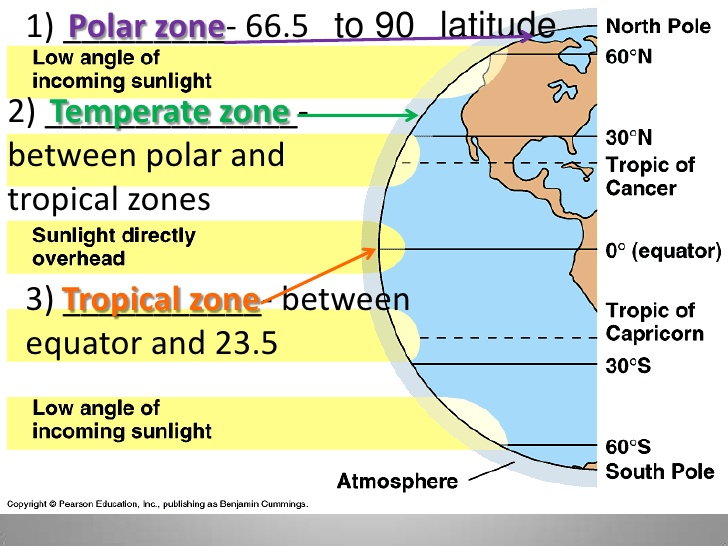 1) Polar zone- 66.5 to 90 latitude
Low angle of
incoming sunlight
2) Temperate zone-
between polar and
tropical zones
Sunlight directly
overhead
3) Tropical zone- between
equator and 23.5
Low angle of
incoming sunlight
North Pole
60°N
30°N
Tropic of
Cancer
0° (equator)
Tropic of
Capricorn
30°S
60°S
South Pole
Atmosphere
Copyright © Pearson Education, Inc., publishing as Benjamin Cummings.